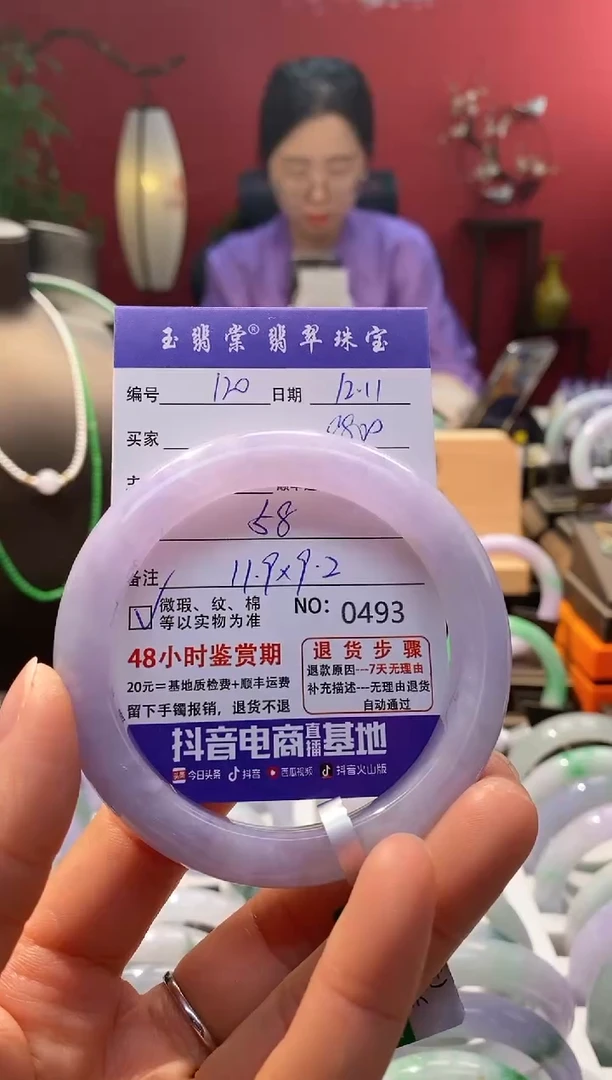 玉翡棠® 翡翠珠宝
编号 120 日期 12.11
买家 9800
58
备注 11.9×9.2
微瑕、纹、棉
等以实物为准
NO: 0493
48小时鉴赏期
20元=基地质检费+顺丰运费
留下手镯报销，退货不退
退货步骤
退款原因---7天无理由
补充描述---无理由退货
自动通过
抖音电商直播基地
头条 今日头条 抖音 西瓜视频 抖音火山版